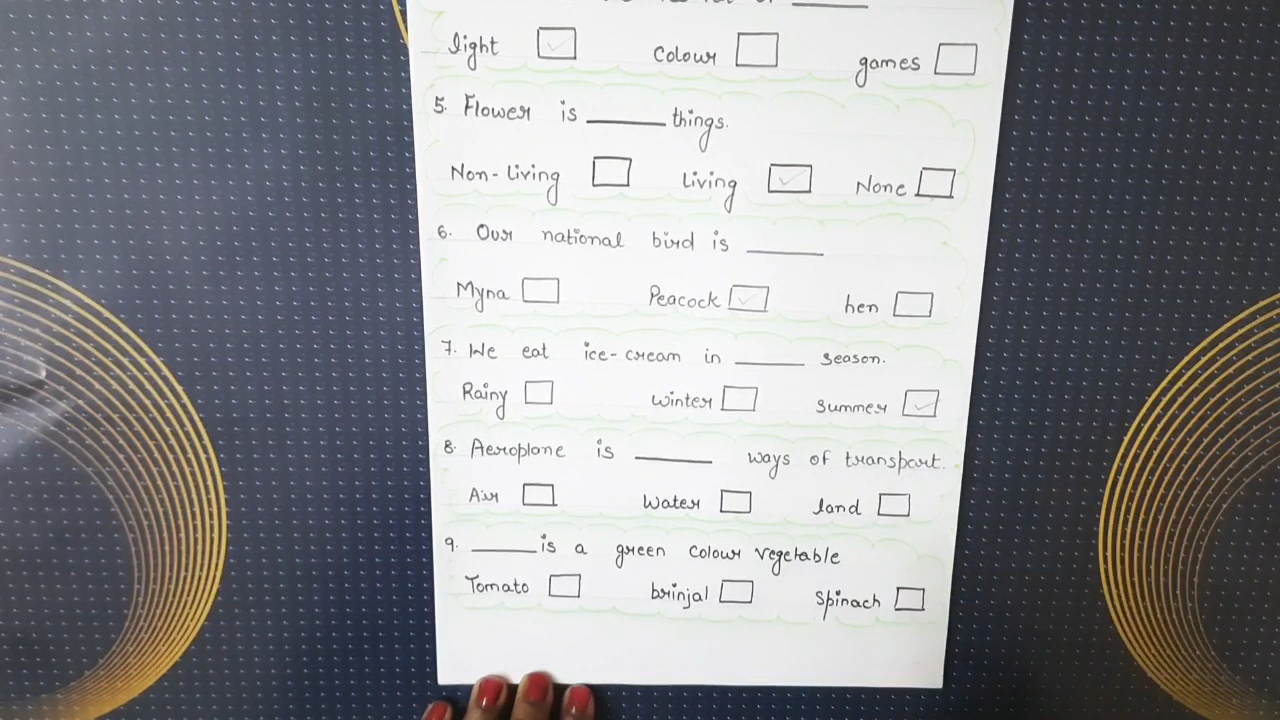 light Colour games
5. Flower is ______ things.
Non-Living Living None
6. Our national bird is ______
Myna Peacock hen
7. We eat ice-cream in ______ season.
Rainy winter summer
8. Aeroplane is ______ ways of transport.
Air Water land
9. ______ is a green colour vegetable
Tomato brinjal Spinach